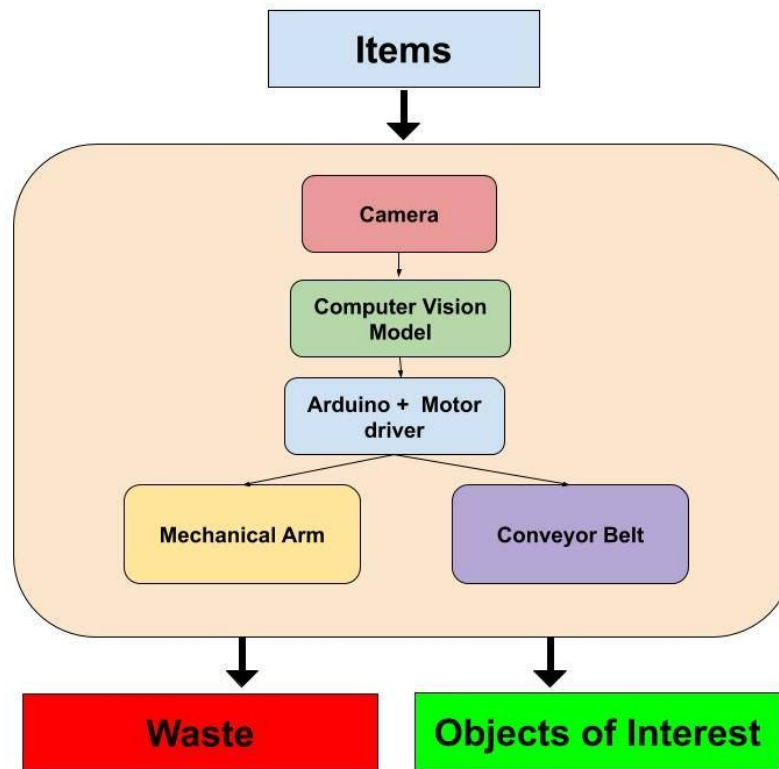 Items
Camera
Computer Vision
Model
Arduino + Motor
driver
Mechanical Arm
Conveyor Belt
Waste
Objects of Interest